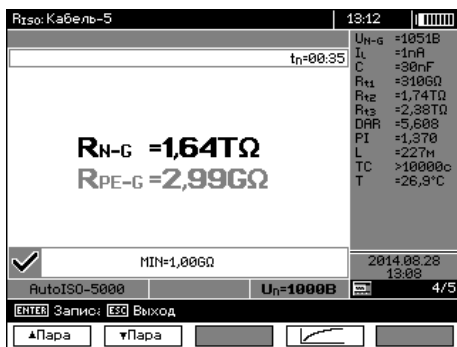 RISO: Кабель-5 13:12
tn=00:35
RN-G =1,64TΩ
RPE-G =2,99GΩ
MIN=1,00GΩ
UN-G =1051В
IL =1nA
C =30nF
Rt1 =310GΩ
Rt2 =1,74TΩ
Rt3 =2,38TΩ
DAR =5,608
PI =1,370
L =227м
TC >10000с
T =26,9°C
2014.08.28
13:08
AutoISO-5000 Un=1000В 4/5
ENTER Запись ESC Выход
▲Пара ▼Пара